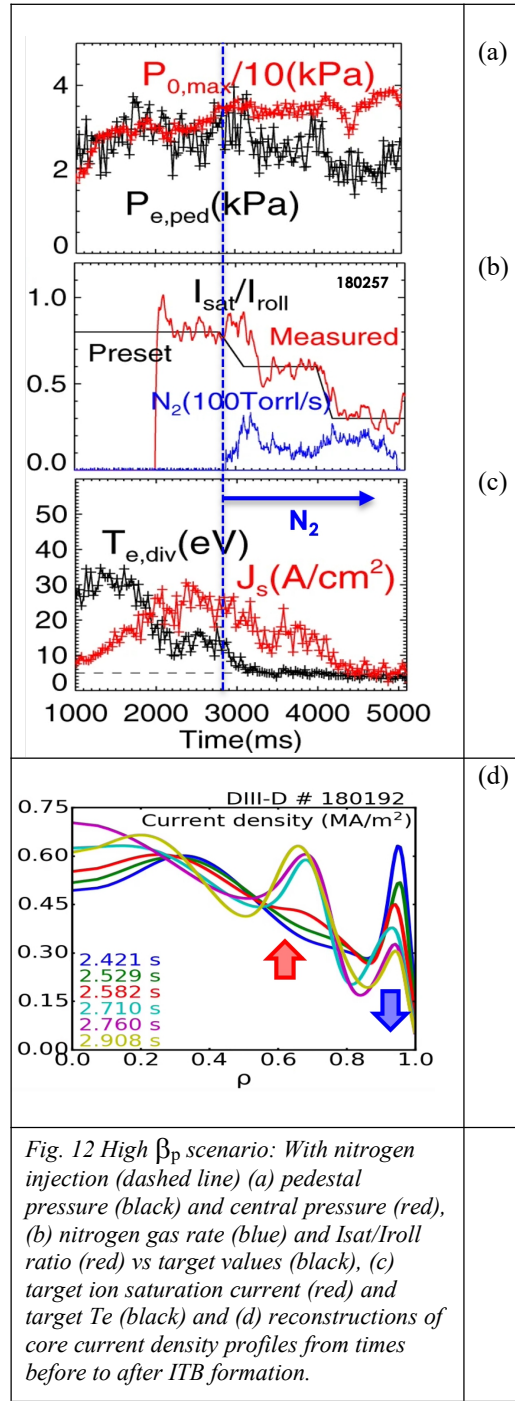 (a)
P0,max/10(kPa)
4
2
0
Pe,ped(kPa)
(b)
180257
Isat/Iroll
1.0
Preset
Measured
0.5
N2(100Torrl/s)
0.0
(c)
N2
50
40
30
20
10
0
Te,div(eV)
Js(A/cm²)
1000 2000 3000 4000 5000
Time(ms)
(d)
DIII-D # 180192
Current density (MA/m²)
0.75
0.60
0.45
0.30
0.15
0.00
2.421 s
2.529 s
2.582 s
2.710 s
2.760 s
2.908 s
0.0 0.2 0.4 0.6 0.8 1.0
ρ
Fig. 12 High βp scenario: With nitrogen
injection (dashed line) (a) pedestal
pressure (black) and central pressure (red),
(b) nitrogen gas rate (blue) and Isat/Iroll
ratio (red) vs target values (black), (c)
target ion saturation current (red) and
target Te (black) and (d) reconstructions of
core current density profiles from times
before to after ITB formation.